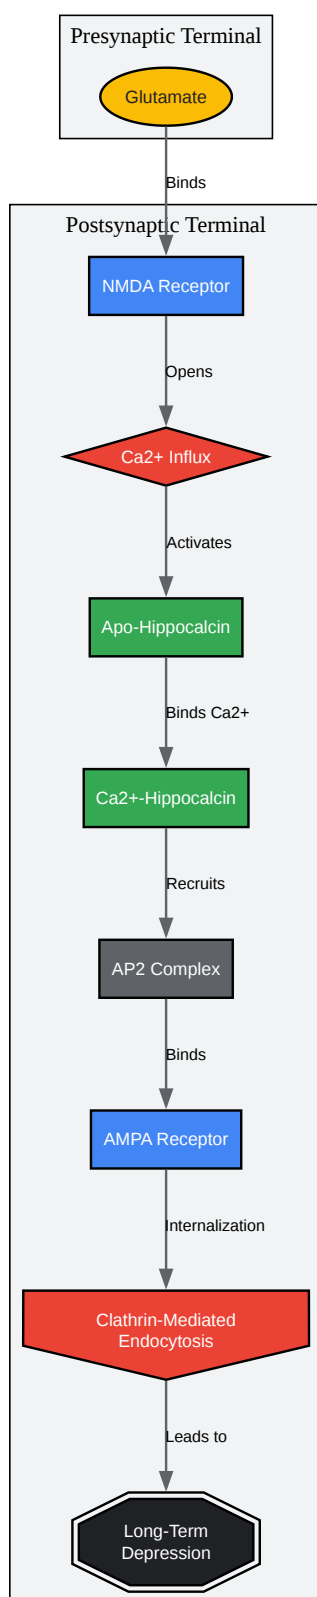 Presynaptic Terminal
Glutamate
Binds
Postsynaptic Terminal
NMDA Receptor
Opens
Ca2+ Influx
Activates
Apo-Hippocalcin
Binds Ca2+
Ca2+-Hippocalcin
Recruits
AP2 Complex
Binds
AMPA Receptor
Internalization
Clathrin-Mediated
Endocytosis
Leads to
Long-Term
Depression